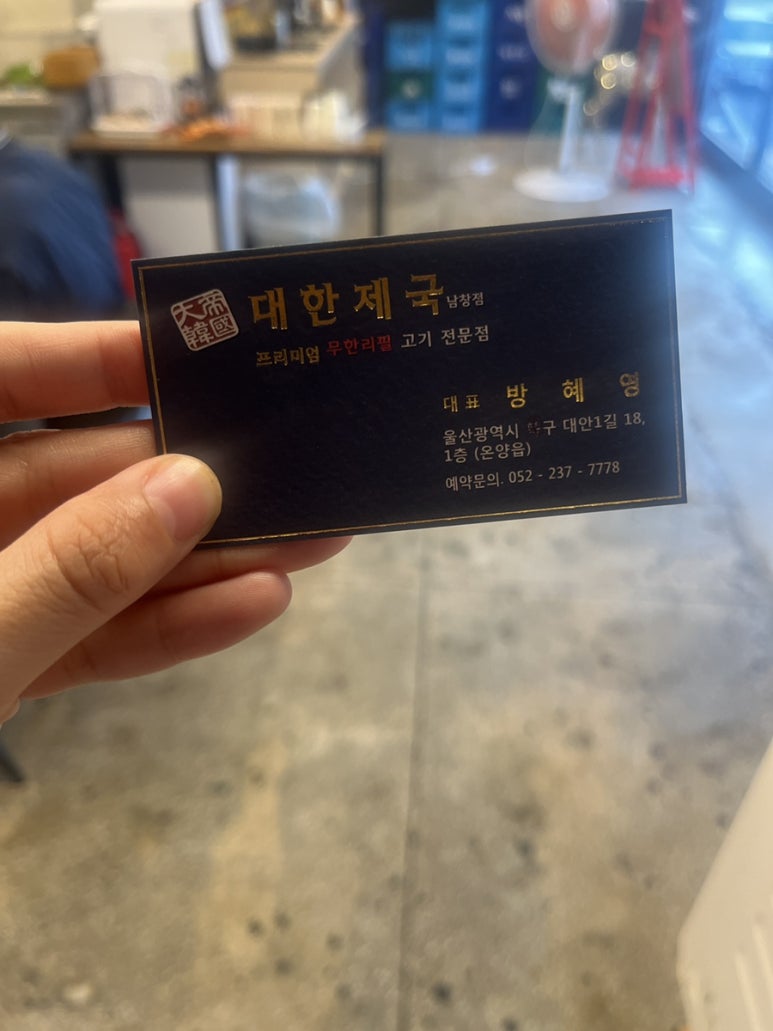 大帝
韓國
대한제국 남창점
프리미엄 무한리필 고기 전문점
대표 방 혜 영
울산광역시 구 대안1길 18,
1층 (온양읍)
예약문의. 052 - 237 - 7778